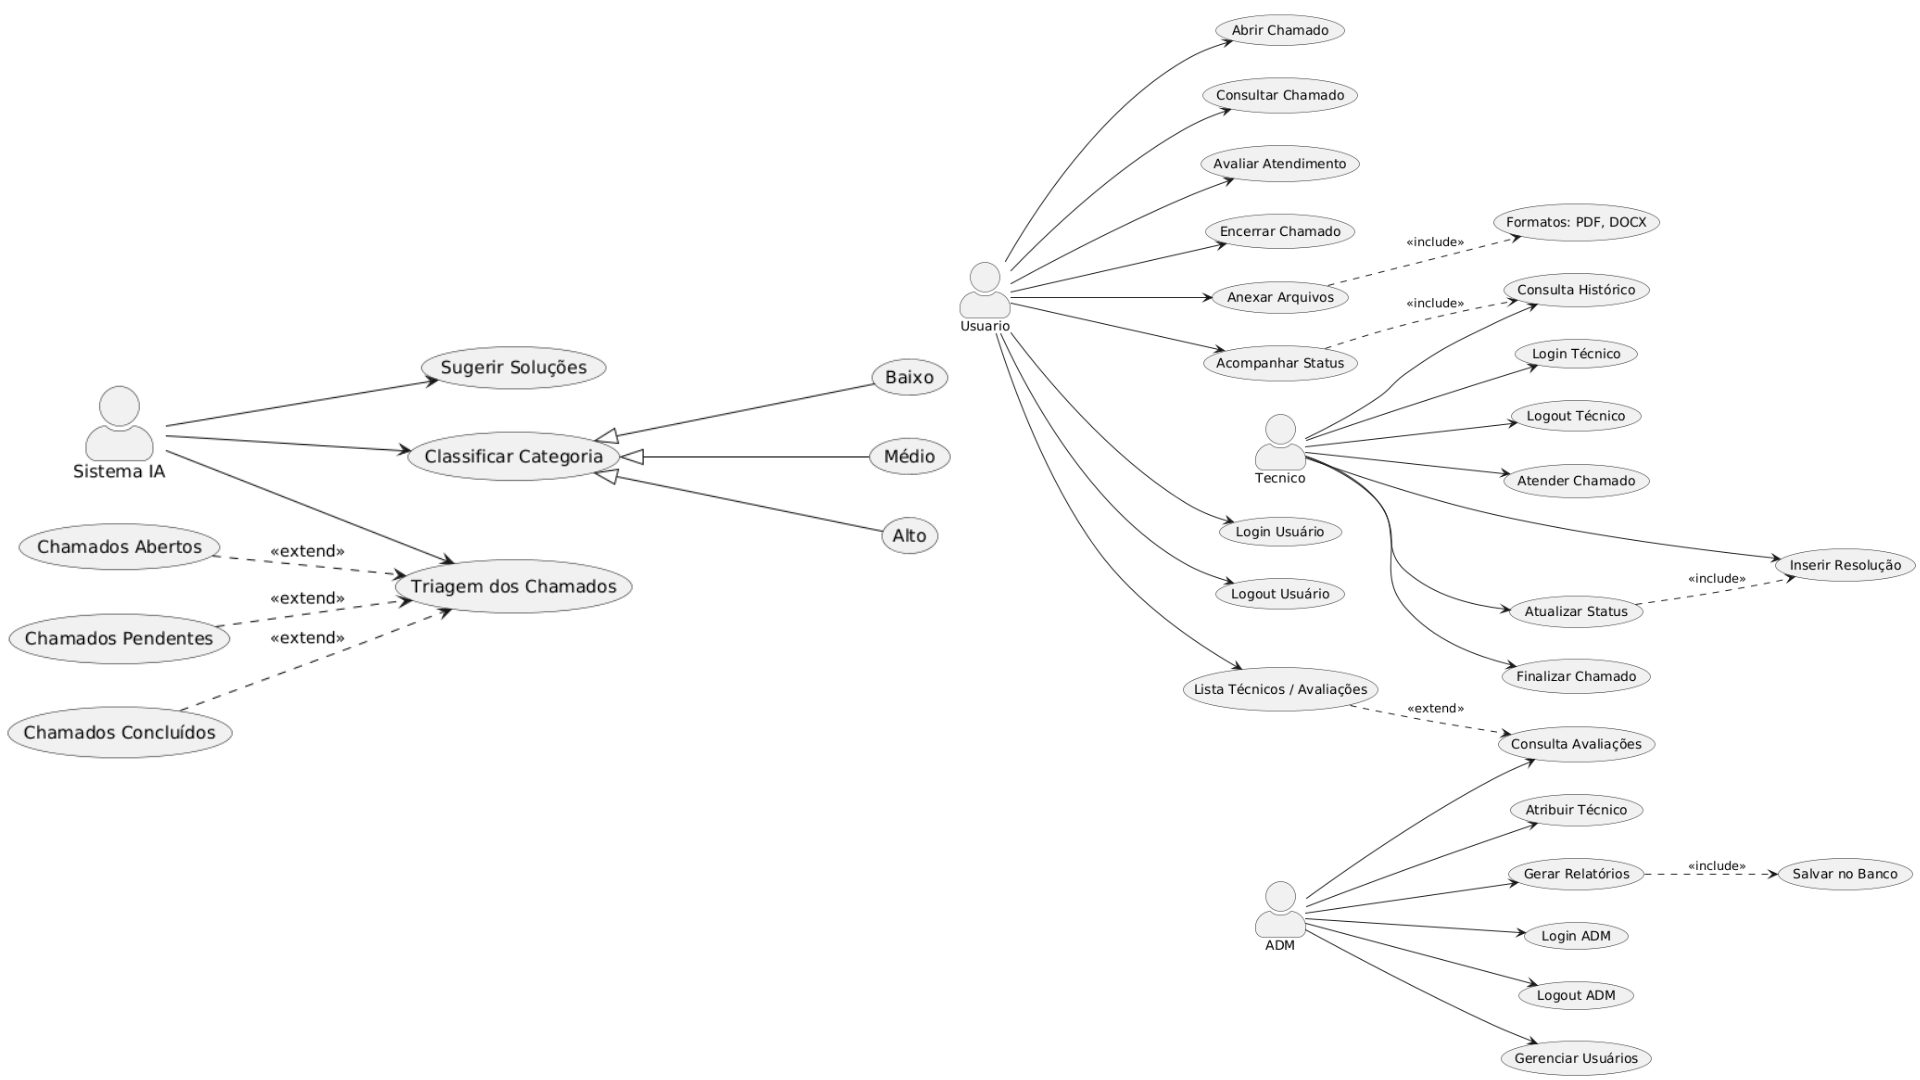 Sistema IA
Sugerir Soluções
Classificar Categoria
Baixo
Médio
Alto
Chamados Abertos
«extend»
Chamados Pendentes
«extend»
Chamados Concluídos
«extend»
Triagem dos Chamados
Usuario
Abrir Chamado
Consultar Chamado
Avaliar Atendimento
Encerrar Chamado
Anexar Arquivos
«include»
Formatos: PDF, DOCX
Acompanhar Status
«include»
Consulta Histórico
Login Técnico
Logout Técnico
Tecnico
Atender Chamado
Login Usuário
Logout Usuário
Inserir Resolução
«include»
Atualizar Status
Finalizar Chamado
Lista Técnicos / Avaliações
«extend»
Consulta Avaliações
Atribuir Técnico
Gerar Relatórios
«include»
Salvar no Banco
ADM
Login ADM
Logout ADM
Gerenciar Usuários